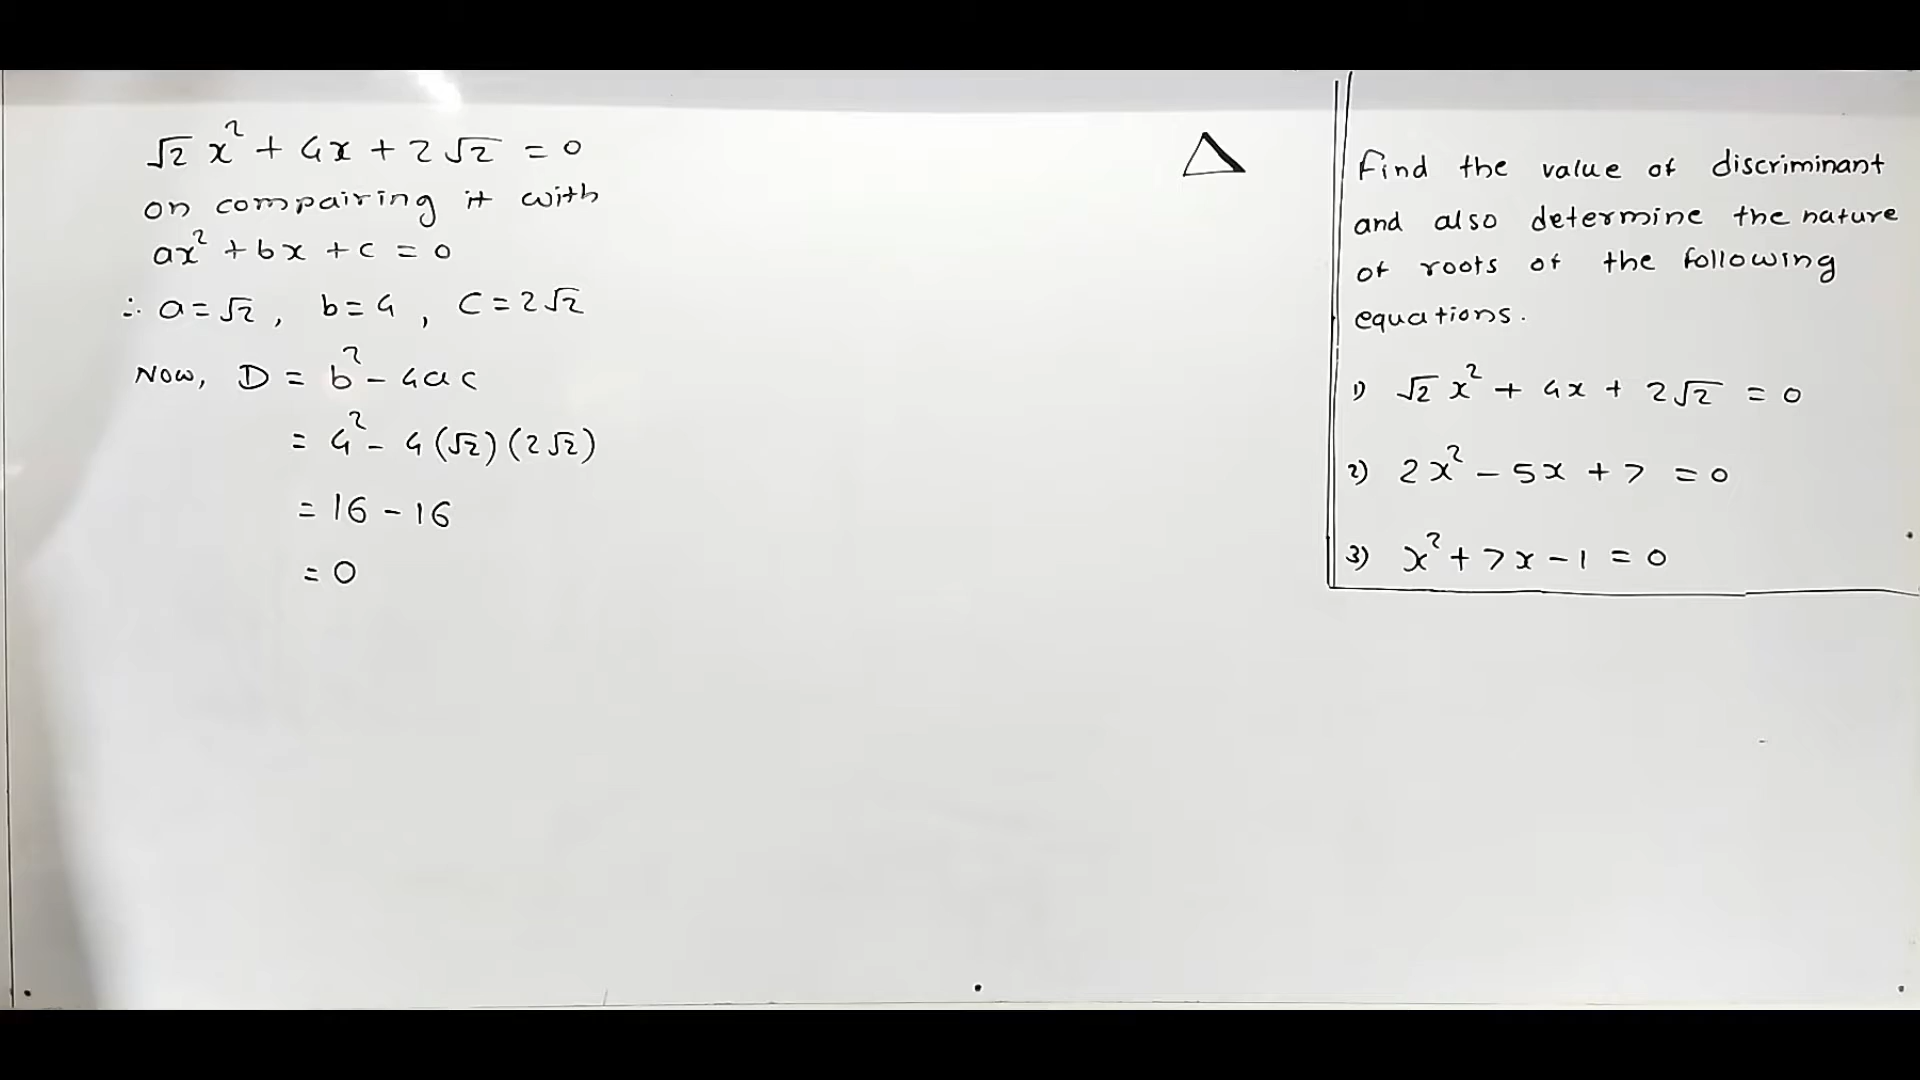 √2 x² + 4x + 2√2 = 0
on compairing it with
ax² + bx + c = 0
∴ a = √2 , b = 4 , C = 2√2
Now, D = b² - 4ac
= 4² - 4(√2)(2√2)
= 16 - 16
= 0
△
Find the value of discriminant
and also determine the nature
of roots of the following
equations.
1) √2 x² + 4x + 2√2 = 0
2) 2x² - 5x + 7 = 0
3) x² + 7x - 1 = 0